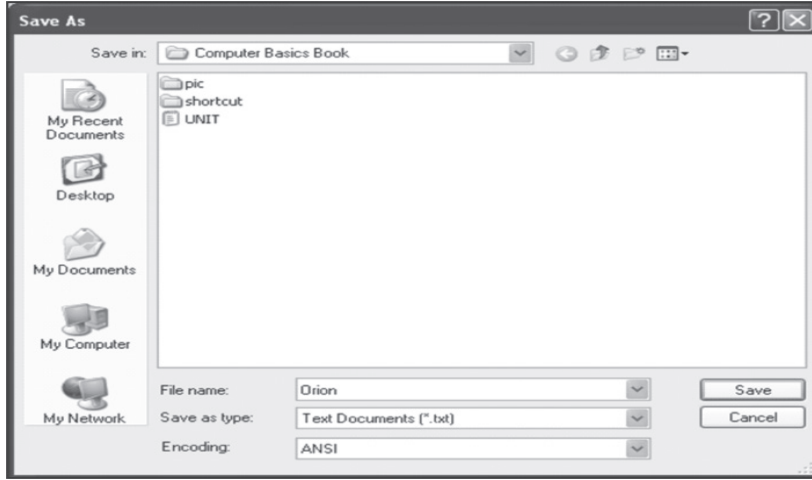 Save As
Save in: Computer Basics Book
pic
shortcut
UNIT
My Recent
Documents
Desktop
My Documents
My Computer
My Network
File name: Orion Save
Save as type: Text Documents (*.txt) Cancel
Encoding: ANSI